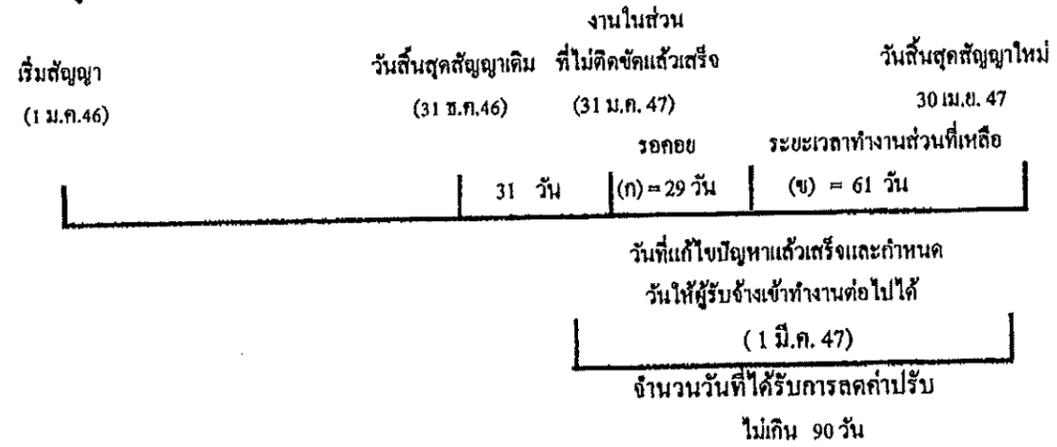 งานในส่วน
เริ่มสัญญา วันสิ้นสุดสัญญาเดิม ที่ไม่ติดขัดแล้วเสร็จ วันสิ้นสุดสัญญาใหม่
(1 ม.ค.46) (31 ธ.ค.46) (31 ม.ค. 47) 30 เม.ย. 47
รอคอย ระยะเวลาทำงานส่วนที่เหลือ
31 วัน (ก) = 29 วัน (ข) = 61 วัน
วันที่แก้ไขปัญหาแล้วเสร็จและกำหนด
วันให้ผู้รับจ้างเข้าทำงานต่อไปได้
( 1 มี.ค. 47)
จำนวนวันที่ได้รับการลดค่าปรับ
ไม่เกิน 90 วัน